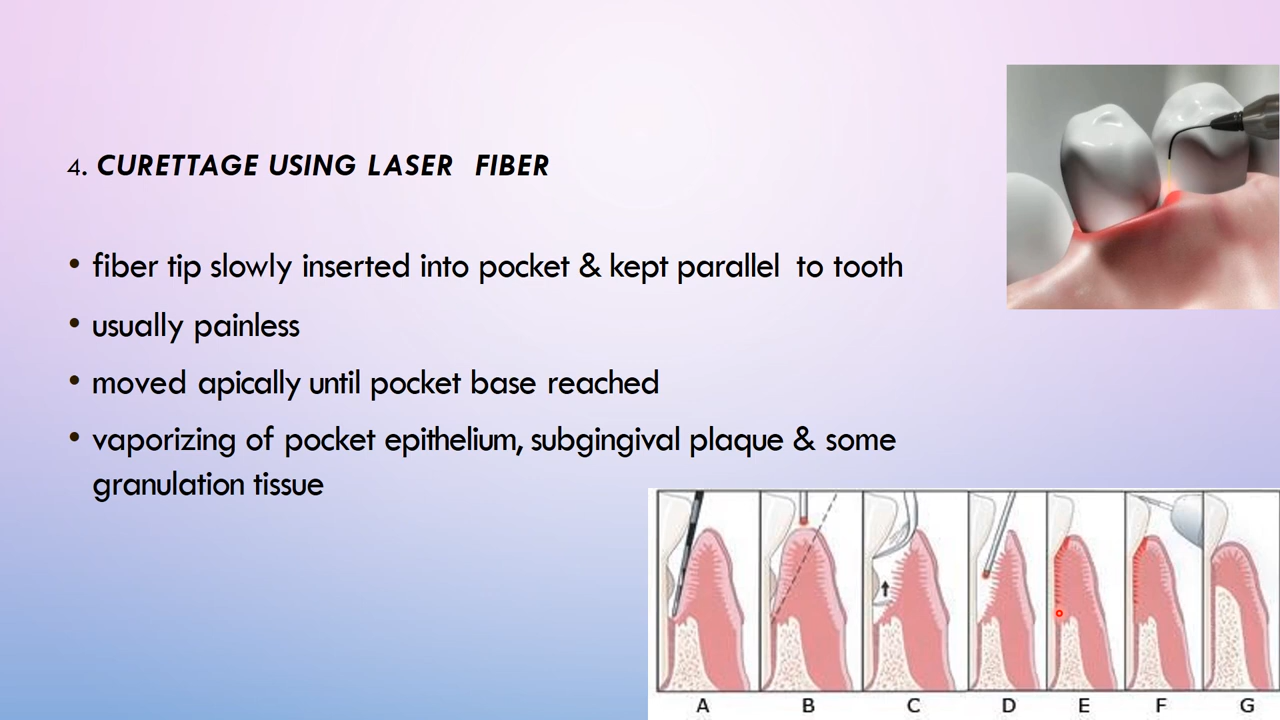 4. CURETTAGE USING LASER FIBER
• fiber tip slowly inserted into pocket & kept parallel to tooth
• usually painless
• moved apically until pocket base reached
• vaporizing of pocket epithelium, subgingival plaque & some
granulation tissue
A B C D E F G